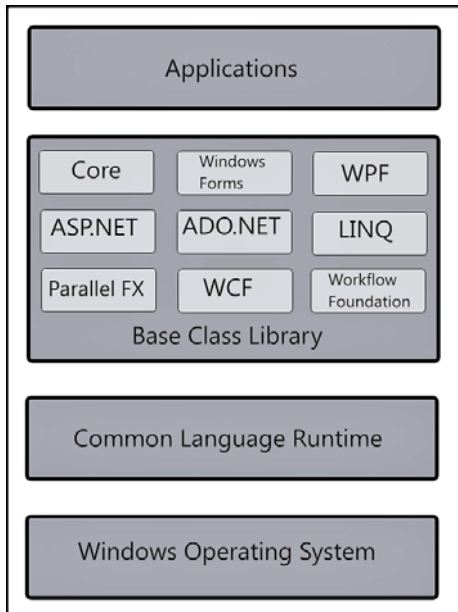 Applications
Core
Windows
Forms
WPF
ASP.NET
ADO.NET
LINQ
Parallel FX
WCF
Workflow
Foundation
Base Class Library
Common Language Runtime
Windows Operating System